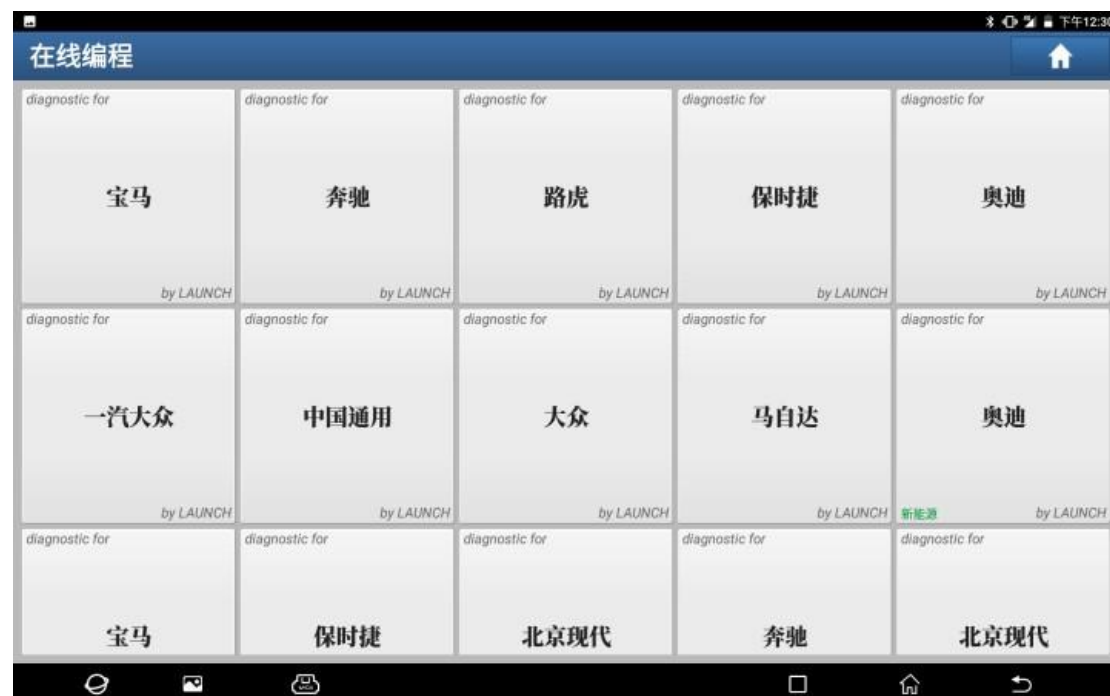 下午12:30
在线编程
diagnostic for
宝马
by LAUNCH
diagnostic for
奔驰
by LAUNCH
diagnostic for
路虎
by LAUNCH
diagnostic for
保时捷
by LAUNCH
diagnostic for
奥迪
by LAUNCH
diagnostic for
一汽大众
by LAUNCH
diagnostic for
中国通用
by LAUNCH
diagnostic for
大众
by LAUNCH
diagnostic for
马自达
by LAUNCH
diagnostic for
奥迪
新能源 by LAUNCH
diagnostic for
宝马
diagnostic for
保时捷
diagnostic for
北京现代
diagnostic for
奔驰
diagnostic for
北京现代